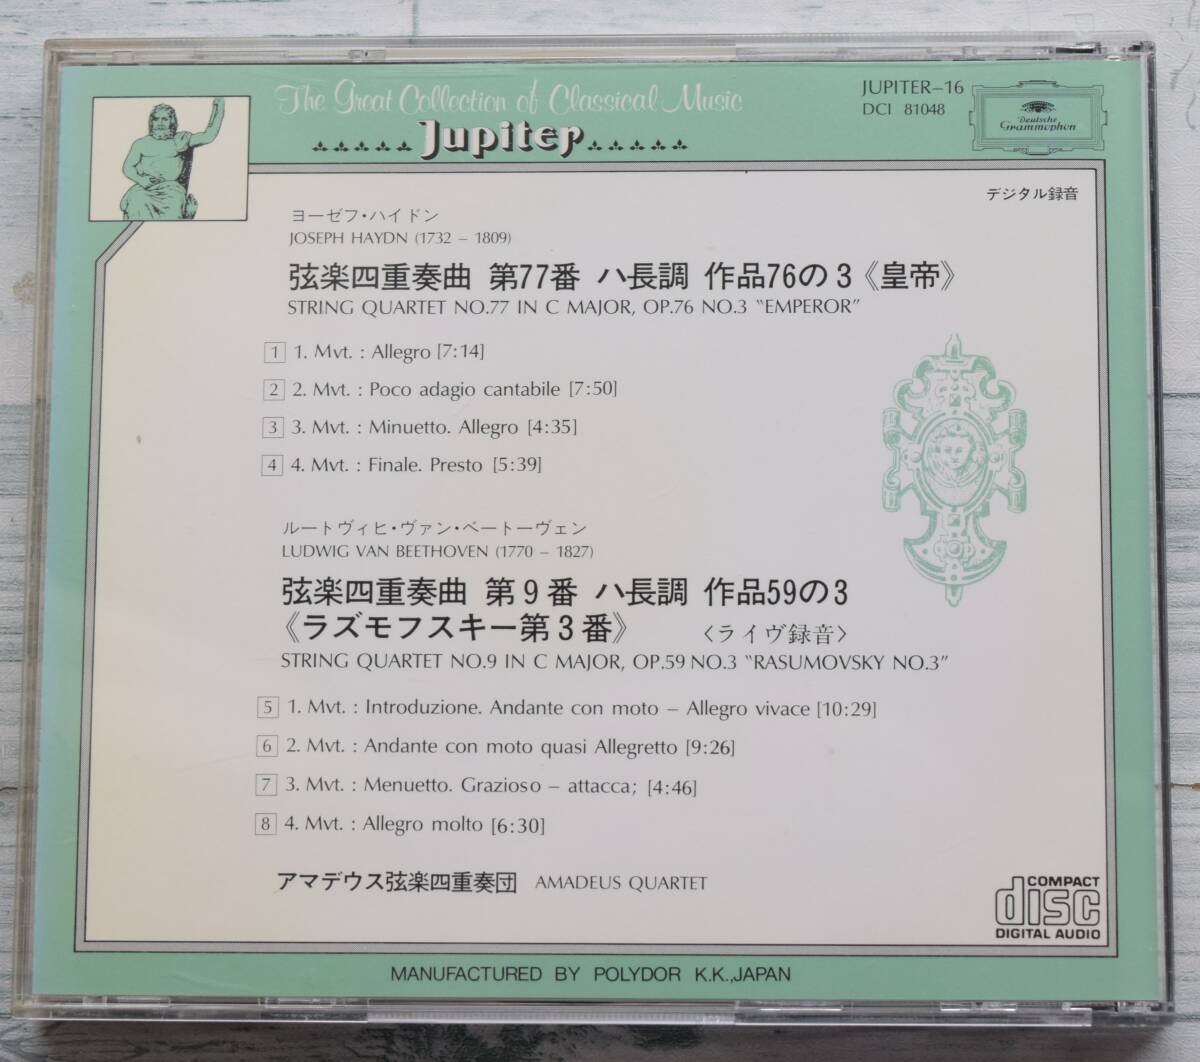 The Great Collection of Classical Music
Jupiter
JUPITER–16
DCI 81048
Deutsche
Grammophon
デジタル録音
ヨーゼフ・ハイドン
JOSEPH HAYDN (1732 – 1809)
弦楽四重奏曲 第77番 ハ長調 作品76の3《皇帝》
STRING QUARTET NO.77 IN C MAJOR, OP.76 NO.3 “EMPEROR”
1 1. Mvt. : Allegro [7:14]
2 2. Mvt. : Poco adagio cantabile [7:50]
3 3. Mvt. : Minuetto. Allegro [4:35]
4 4. Mvt. : Finale. Presto [5:39]
ルートヴィヒ・ヴァン・ベートーヴェン
LUDWIG VAN BEETHOVEN (1770 – 1827)
弦楽四重奏曲 第9番 ハ長調 作品59の3
《ラズモフスキー第3番》 〈ライヴ録音〉
STRING QUARTET NO.9 IN C MAJOR, OP.59 NO.3 “RASUMOVSKY NO.3”
5 1. Mvt. : Introduzione. Andante con moto – Allegro vivace [10:29]
6 2. Mvt. : Andante con moto quasi Allegretto [9:26]
7 3. Mvt. : Menuetto. Grazioso – attacca; [4:46]
8 4. Mvt. : Allegro molto [6:30]
アマデウス弦楽四重奏団 AMADEUS QUARTET
COMPACT
disc
DIGITAL AUDIO
MANUFACTURED BY POLYDOR K.K.,JAPAN